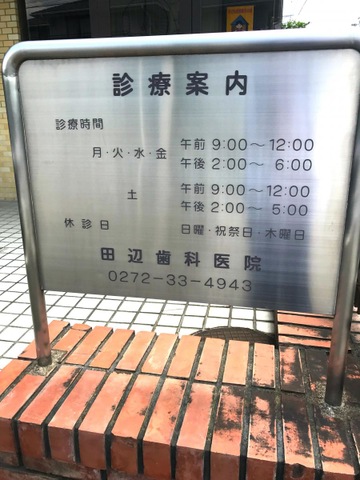 診療案内
診療時間
月・火・水・金 午前 9:00〜12:00
午後 2:00〜 6:00
土 午前 9:00〜12:00
午後 2:00〜 5:00
休診日 日曜・祝祭日・木曜日
田辺歯科医院
0272-33-4943